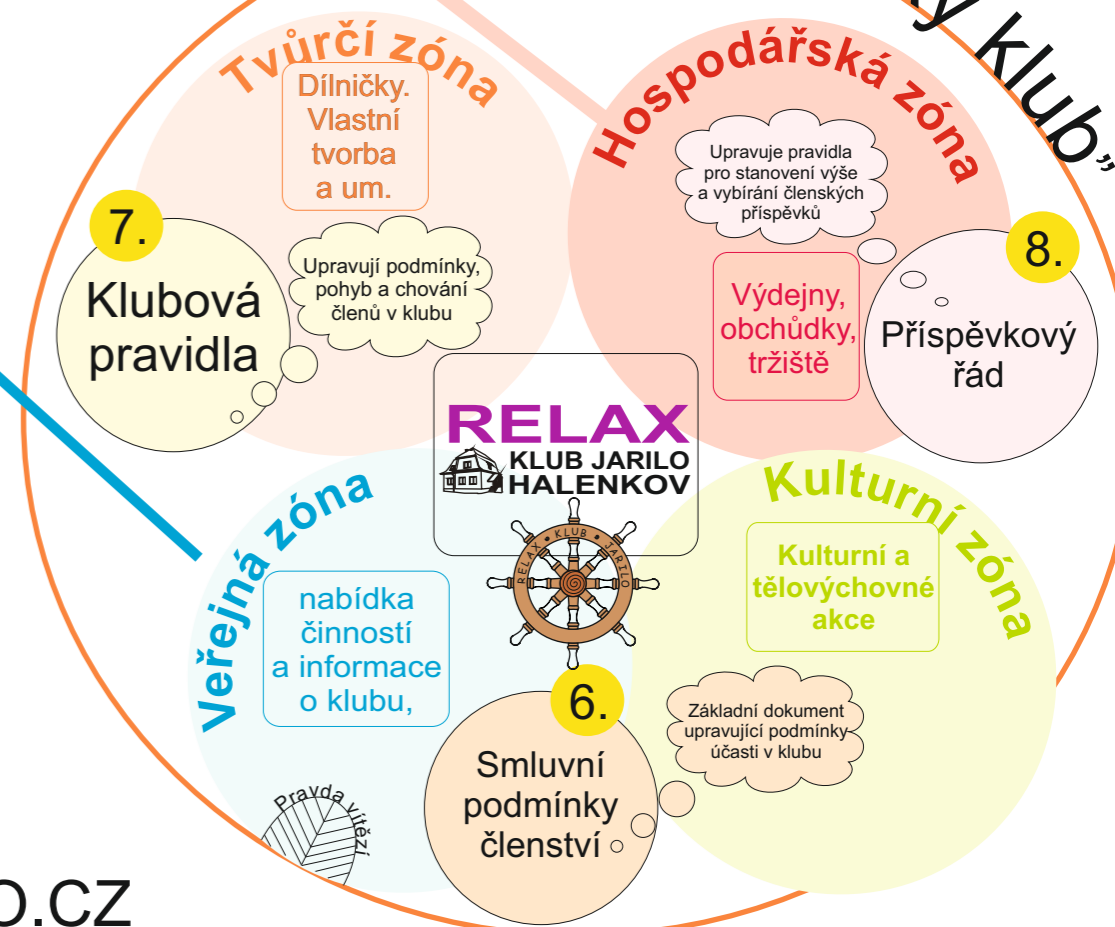 klub”
Tvůrčí zóna
Dílničky.
Vlastní
tvorba
a um.
7.
Klubová
pravidla
Upravují podmínky,
pohyb a chování
členů v klubu
Hospodářská zóna
Upravuje pravidla
pro stanovení výše
a vybírání členských
příspěvků
8.
Příspěvkový
řád
Výdejny,
obchůdky,
tržiště
RELAX
KLUB JARILO
HALENKOV
RELAX • KLUB • JARILO
Veřejná zóna
nabídka
činností
a informace
o klubu,
Kulturní zóna
Kulturní a
tělovýchovné
akce
6.
Smluvní
podmínky
členství
Základní dokument
upravující podmínky
účasti v klubu
Pravda vítězí
O.CZ